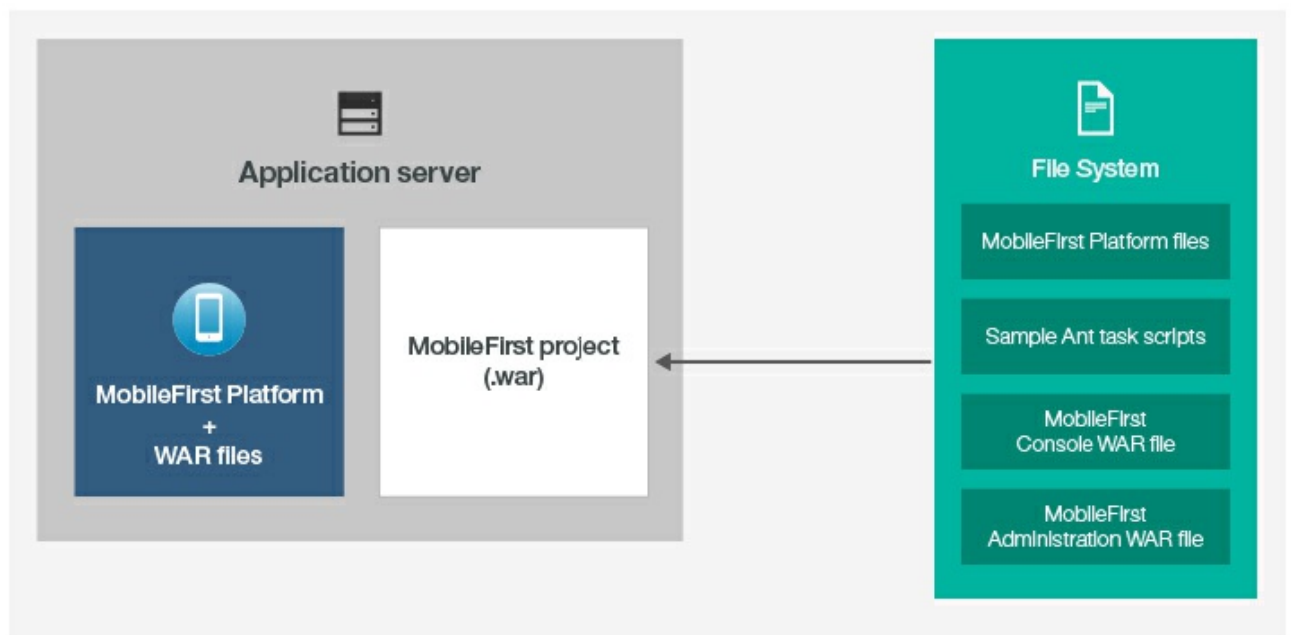 Application server
MobileFirst Platform
+
WAR files
MobileFirst project
(.war)
File System
MobileFirst Platform files
Sample Ant task scripts
MobileFirst
Console WAR file
MobileFirst
Administration WAR file